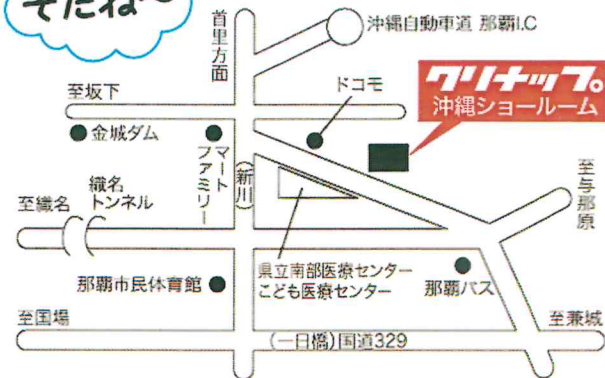 そだね〜
首里方面
沖縄自動車道 那覇I.C
至坂下
ドコモ
クリナップ。
沖縄ショールーム
金城ダム
ファミリー
マート
(新川)
至与那原
至織名
織名
トンネル
県立南部医療センター
こども医療センター
那覇バス
那覇市民体育館
至国場
(一日橋)国道329
至兼城